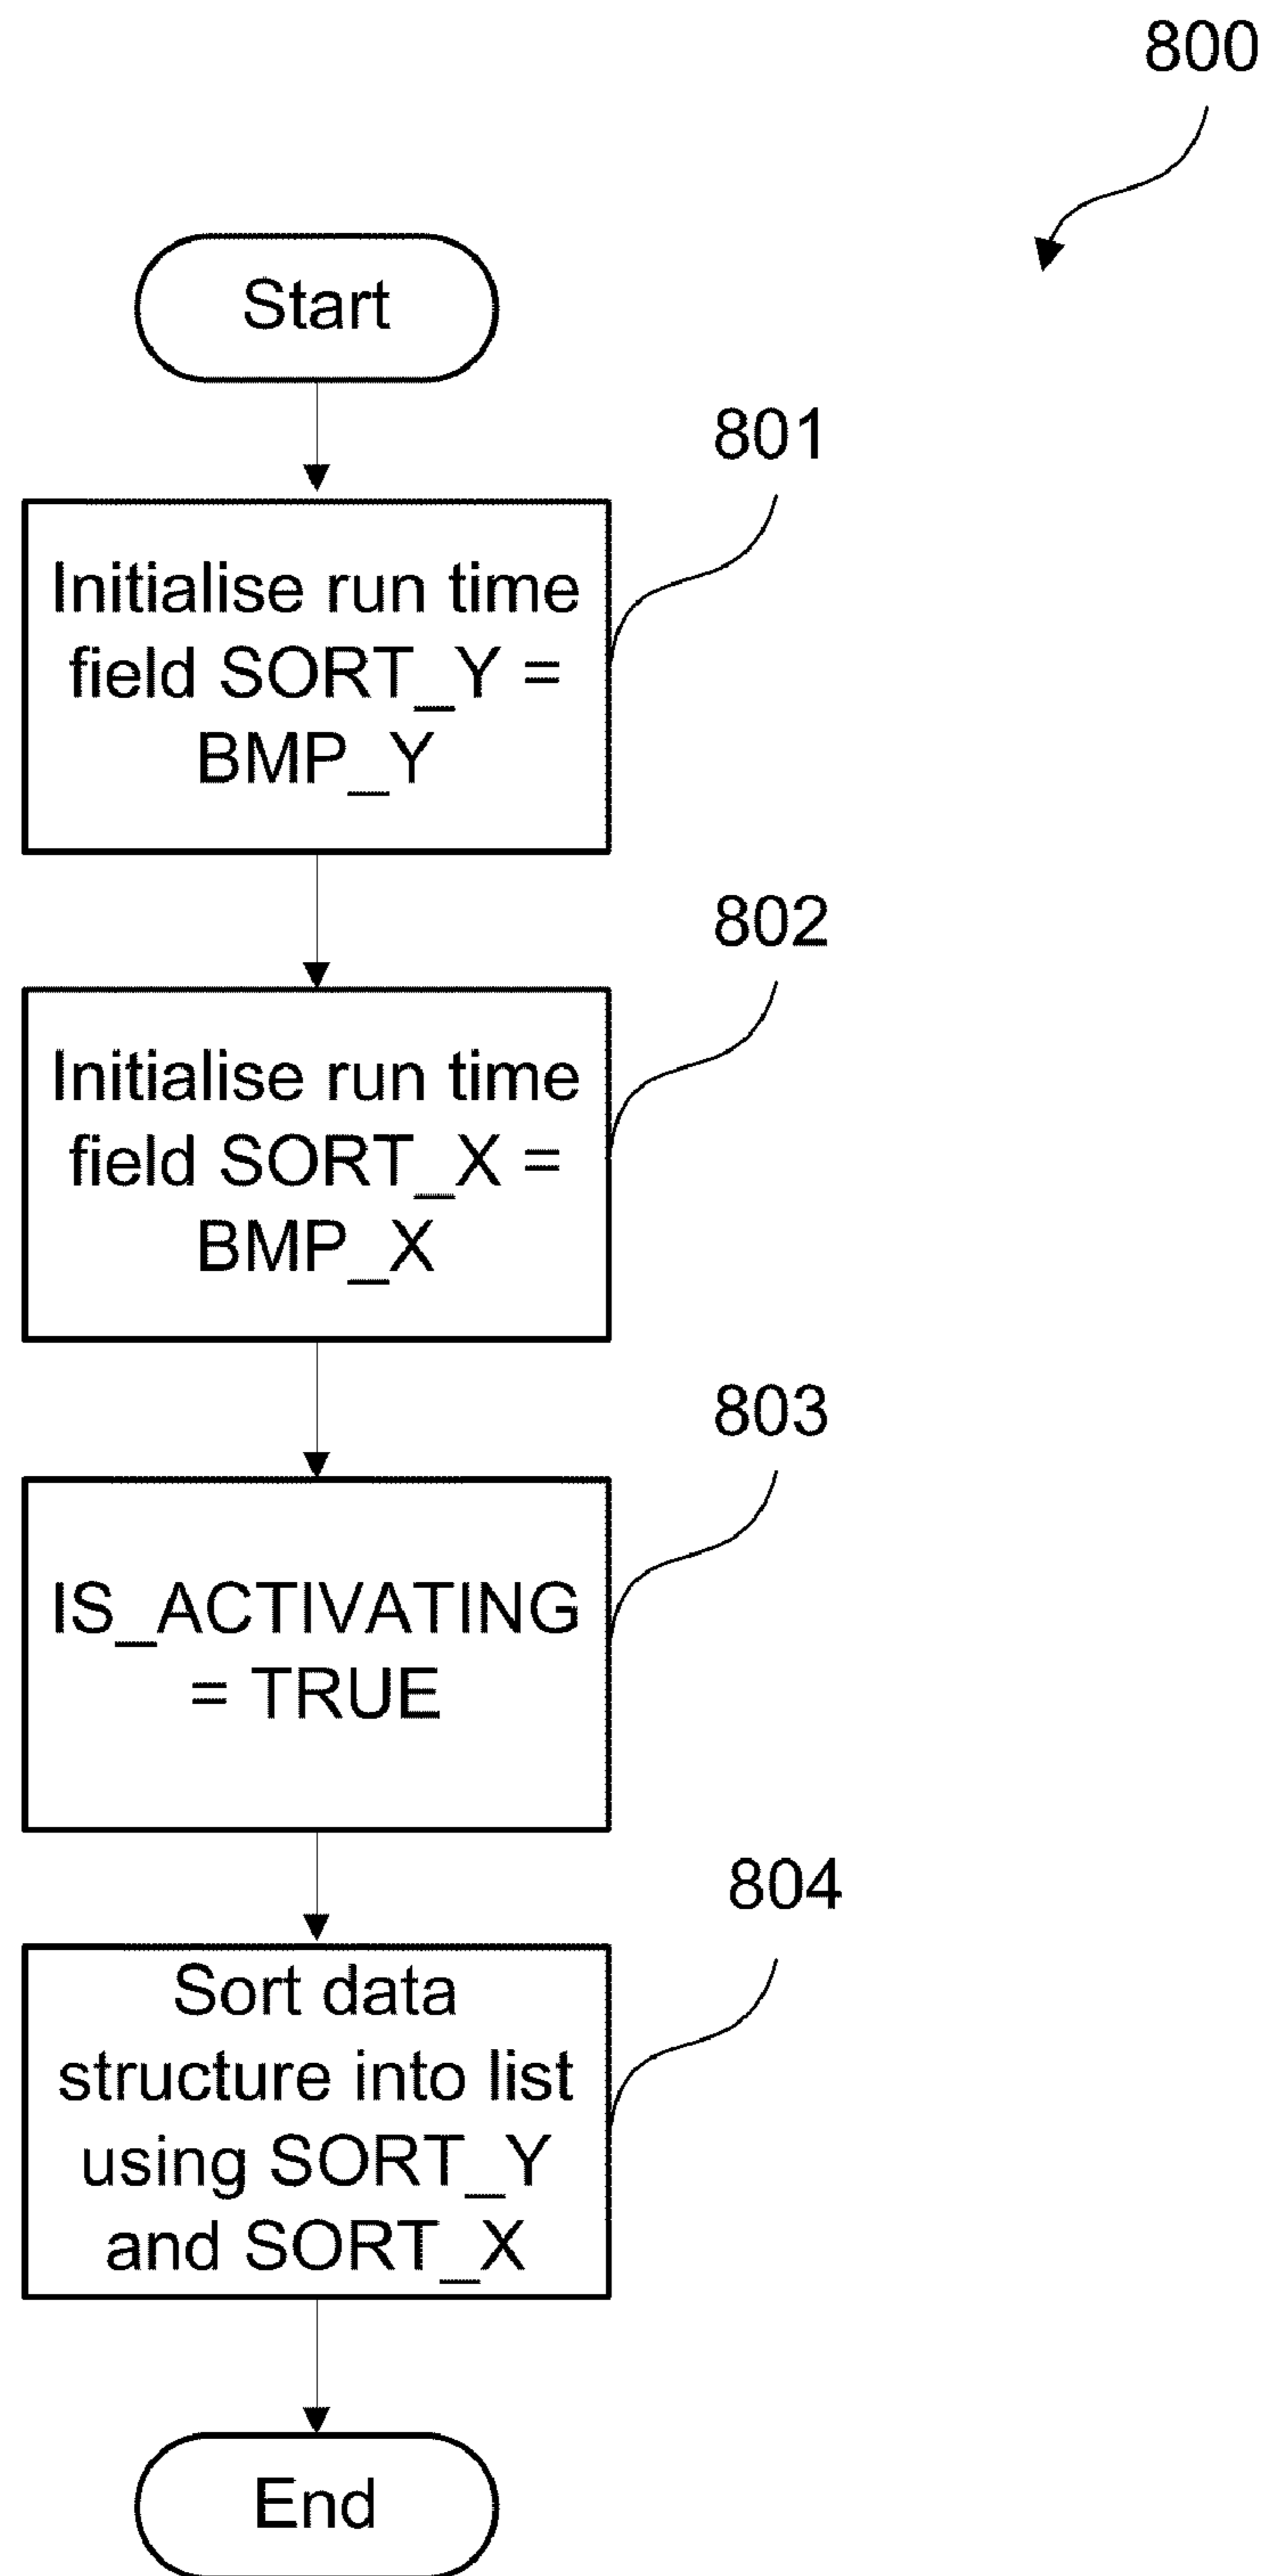 800
Start
801
Initialise run time
field SORT_Y =
BMP_Y
802
Initialise run time
field SORT_X =
BMP_X
803
IS_ACTIVATING
= TRUE
804
Sort data
structure into list
using SORT_Y
and SORT_X
End